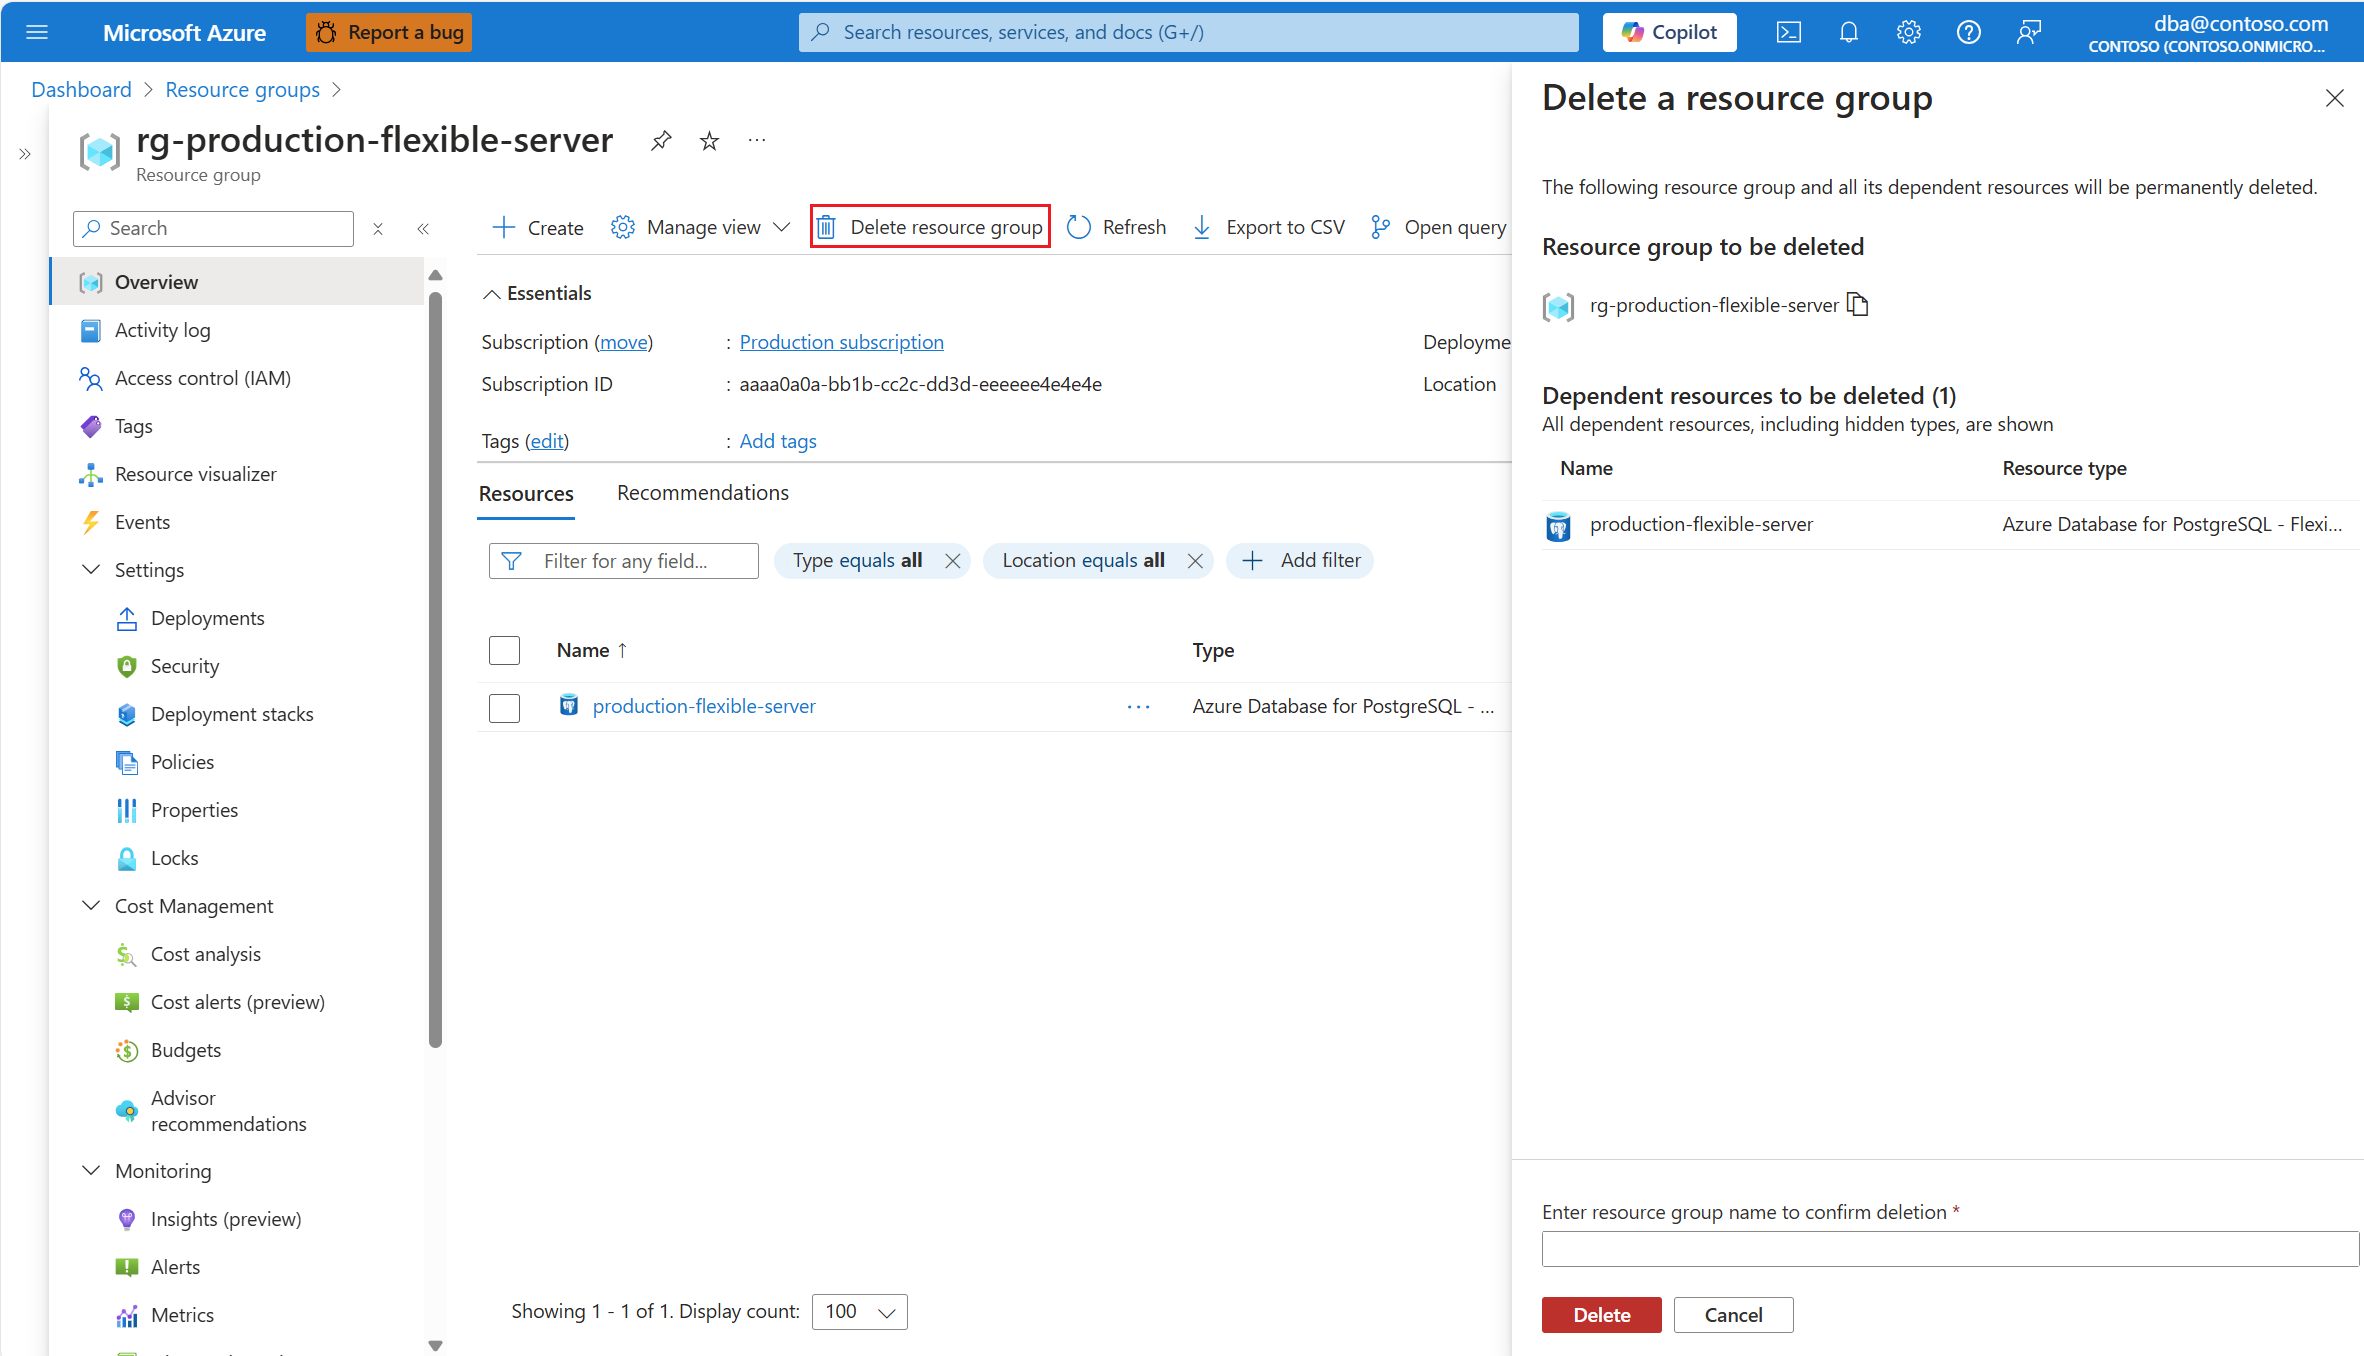 Microsoft Azure
Report a bug
Search resources, services, and docs (G+/)
Copilot
dba@contoso.com
CONTOSO (CONTOSO.ONMICRO...
Dashboard
Resource groups
rg-production-flexible-server
...
Resource group
Search
Overview
Activity log
Access control (IAM)
Tags
Resource visualizer
Events
Settings
Deployments
Security
Deployment stacks
Policies
Properties
Locks
Cost Management
Cost analysis
Cost alerts (preview)
Budgets
Advisor
recommendations
Monitoring
Insights (preview)
Alerts
Metrics
Create
Manage view
Delete resource group
Refresh
Export to CSV
Open query
Essentials
Subscription (move) : Production subscription
Deployme
Subscription ID : aaaa0a0a-bb1b-cc2c-dd3d-eeeeee4e4e4e
Location
Tags (edit) : Add tags
Resources
Recommendations
Filter for any field...
Type equals all
Location equals all
Add filter
Name ↑
Type
production-flexible-server
...
Azure Database for PostgreSQL - ...
Showing 1 - 1 of 1. Display count: 100
Delete a resource group
The following resource group and all its dependent resources will be permanently deleted.
Resource group to be deleted
rg-production-flexible-server
Dependent resources to be deleted (1)
All dependent resources, including hidden types, are shown
Name
Resource type
production-flexible-server
Azure Database for PostgreSQL - Flexi...
Enter resource group name to confirm deletion *
Delete
Cancel